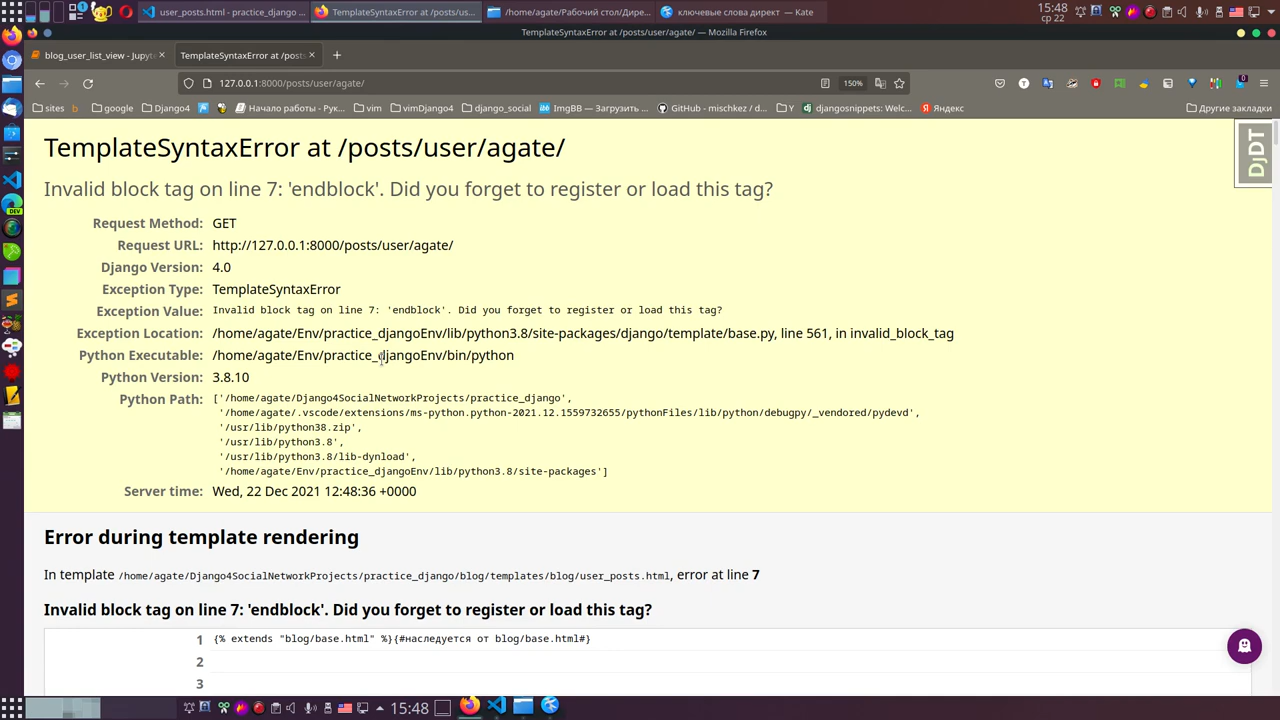 user_posts.html - practice_django ...
TemplateSyntaxError at /posts/us...
/home/agate/Рабочий стол/Дире...
ключевые слова директ — Kate
15:48
ср 22
TemplateSyntaxError at /posts/user/agate/ — Mozilla Firefox
blog_user_list_view - Jupyt
TemplateSyntaxError at /posts
127.0.0.1:8000/posts/user/agate/
150%
sites
google
Django4
Начало работы - Рук...
vim
vimDjango4
django_social
ImgBB — Загрузить ...
GitHub - mischkez / d...
Y
djangosnippets: Welc...
Яндекс
Другие закладки
TemplateSyntaxError at /posts/user/agate/
DjDT
Invalid block tag on line 7: 'endblock'. Did you forget to register or load this tag?
Request Method: GET
Request URL: http://127.0.0.1:8000/posts/user/agate/
Django Version: 4.0
Exception Type: TemplateSyntaxError
Exception Value: Invalid block tag on line 7: 'endblock'. Did you forget to register or load this tag?
Exception Location: /home/agate/Env/practice_djangoEnv/lib/python3.8/site-packages/django/template/base.py, line 561, in invalid_block_tag
Python Executable: /home/agate/Env/practice_djangoEnv/bin/python
Python Version: 3.8.10
Python Path: ['/home/agate/Django4SocialNetworkProjects/practice_django',
'/home/agate/.vscode/extensions/ms-python.python-2021.12.1559732655/pythonFiles/lib/python/debugpy/_vendored/pydevd',
'/usr/lib/python38.zip',
'/usr/lib/python3.8',
'/usr/lib/python3.8/lib-dynload',
'/home/agate/Env/practice_djangoEnv/lib/python3.8/site-packages']
Server time: Wed, 22 Dec 2021 12:48:36 +0000
Error during template rendering
In template /home/agate/Django4SocialNetworkProjects/practice_django/blog/templates/blog/user_posts.html, error at line 7
Invalid block tag on line 7: 'endblock'. Did you forget to register or load this tag?
1 {% extends "blog/base.html" %}{#наследуется от blog/base.html#}
2
3
15:48